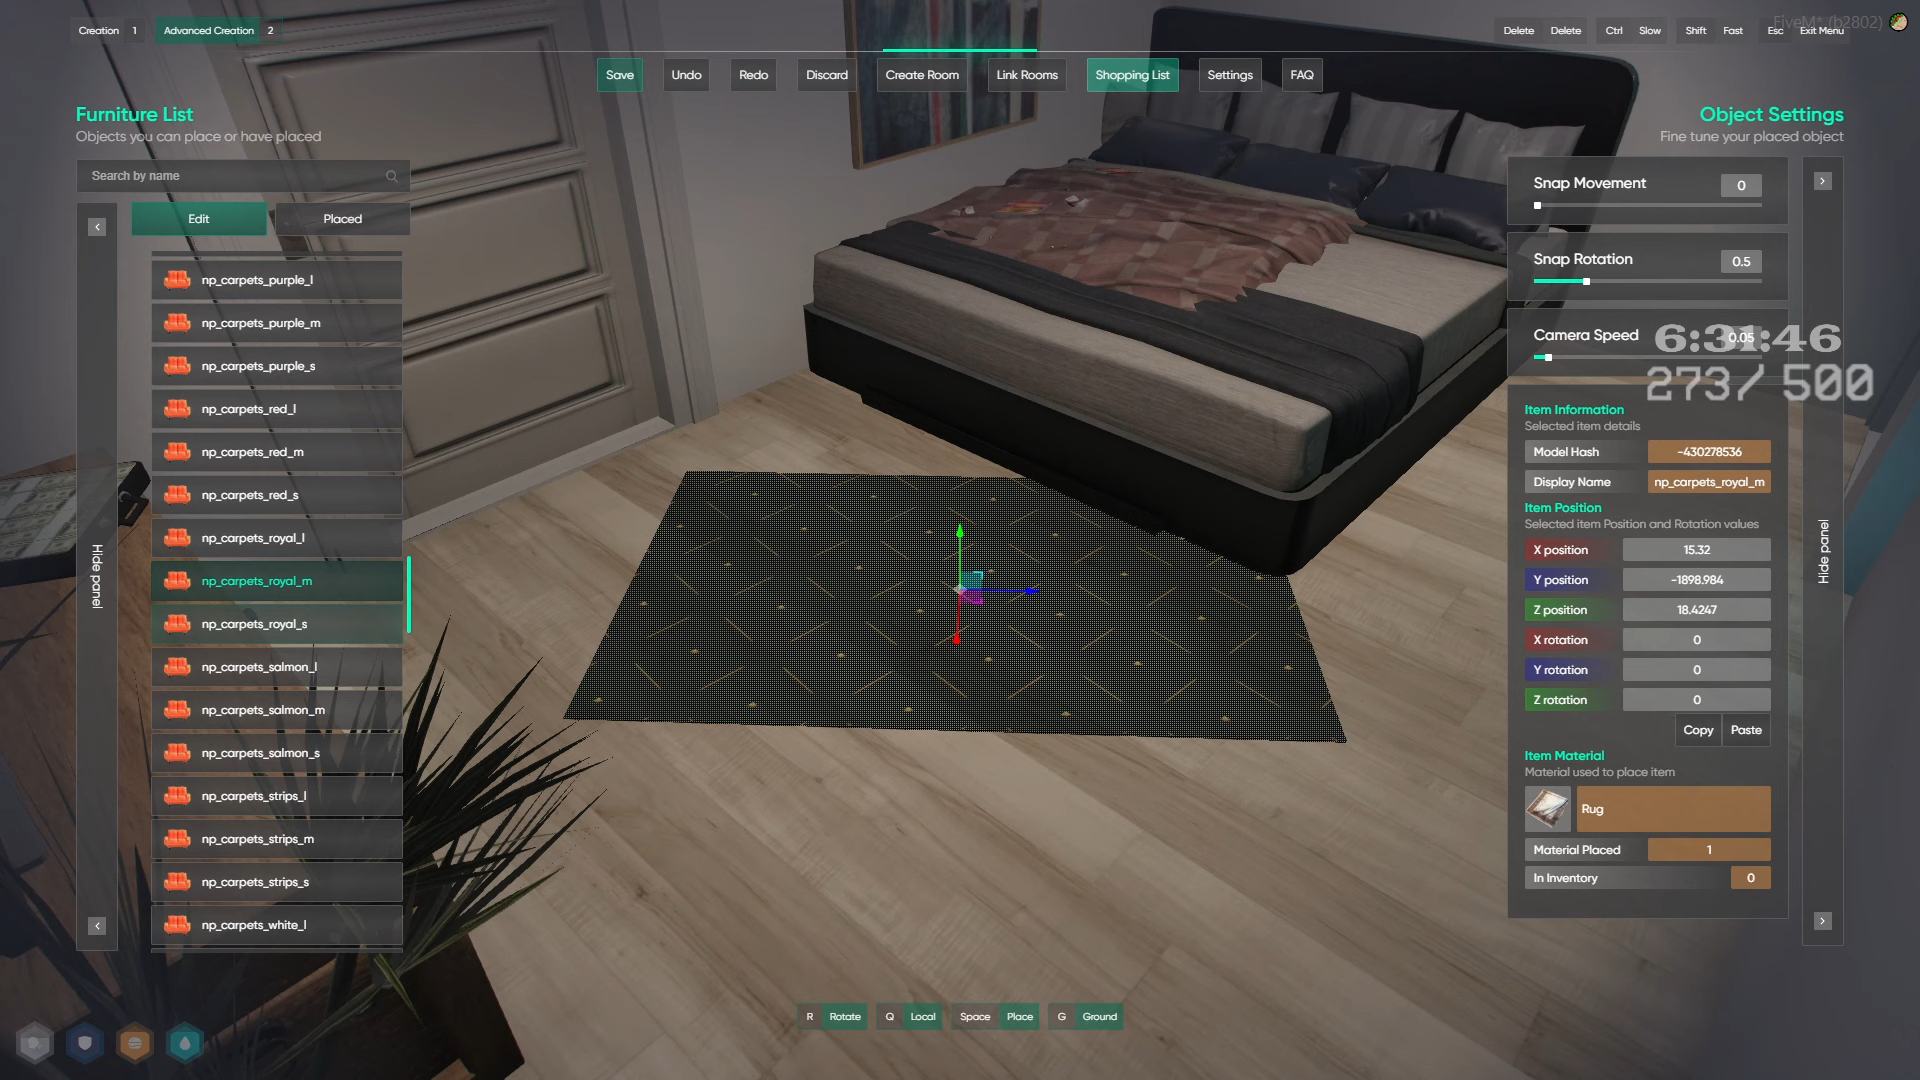 Creation 1 Advanced Creation 2
Delete Delete Ctrl Slow Shift Fast Esc Exit Menu
FiveM* (b2802)
Save Undo Redo Discard Create Room Link Rooms Shopping List Settings FAQ
Furniture List
Objects you can place or have placed
Search by name
Edit Placed
Hide panel
np_carpets_purple_l
np_carpets_purple_m
np_carpets_purple_s
np_carpets_red_l
np_carpets_red_m
np_carpets_red_s
np_carpets_royal_l
np_carpets_royal_m
np_carpets_royal_s
np_carpets_salmon_l
np_carpets_salmon_m
np_carpets_salmon_s
np_carpets_strips_l
np_carpets_strips_m
np_carpets_strips_s
np_carpets_white_l
Object Settings
Fine tune your placed object
Snap Movement 0
Snap Rotation 0.5
Camera Speed 0.05
6:31:46
273/500
Item Information
Selected item details
Model Hash -430278536
Display Name np_carpets_royal_m
Item Position
Selected item Position and Rotation values
X position 15.32
Y position -1898.984
Z position 18.4247
X rotation 0
Y rotation 0
Z rotation 0
Copy Paste
Item Material
Material used to place item
Rug
Material Placed 1
In Inventory 0
Hide panel
R Rotate Q Local Space Place G Ground